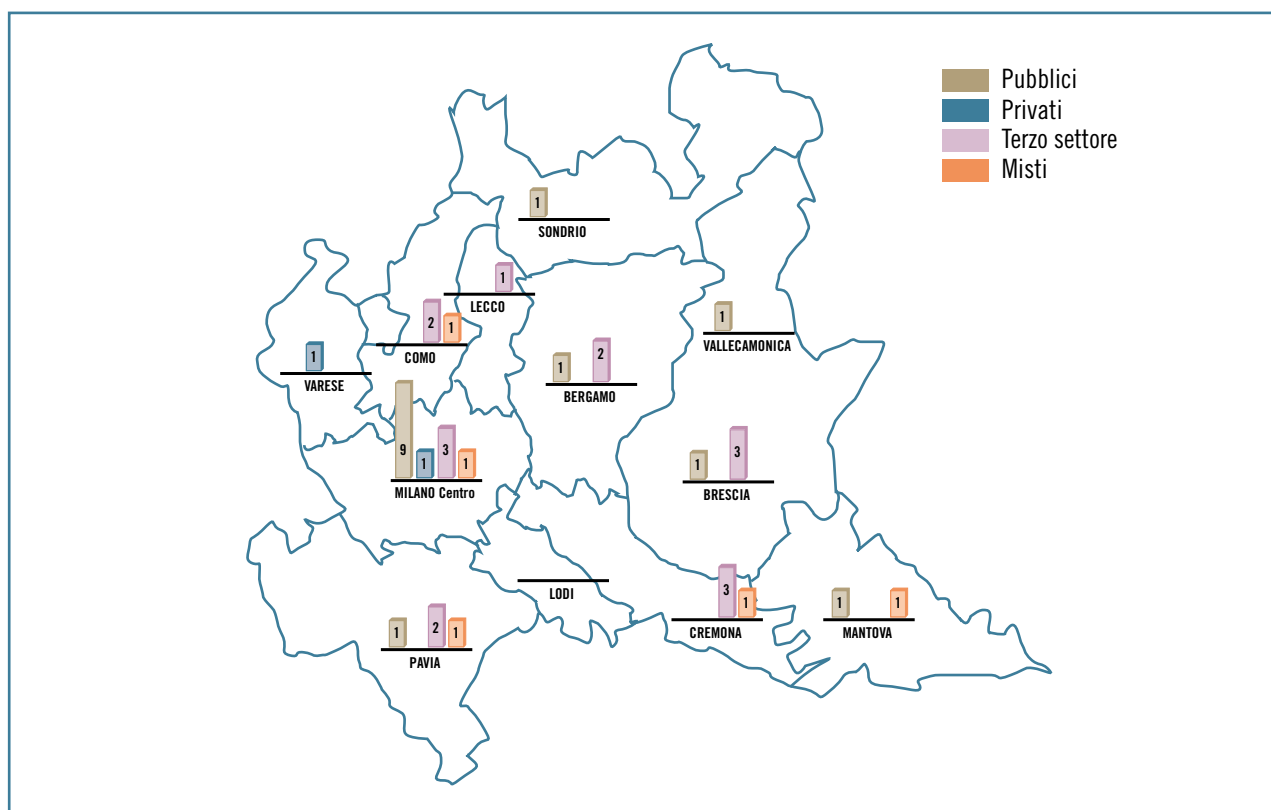 Pubblici
Privati
Terzo settore
Misti
1
SONDRIO
1
LECCO
2 1
COMO
1
VARESE
1 2
BERGAMO
1
VALLECAMONICA
9 1 3 1
MILANO Centro
1 3
BRESCIA
LODI
3 1
CREMONA
1 1
MANTOVA
1 2 1
PAVIA